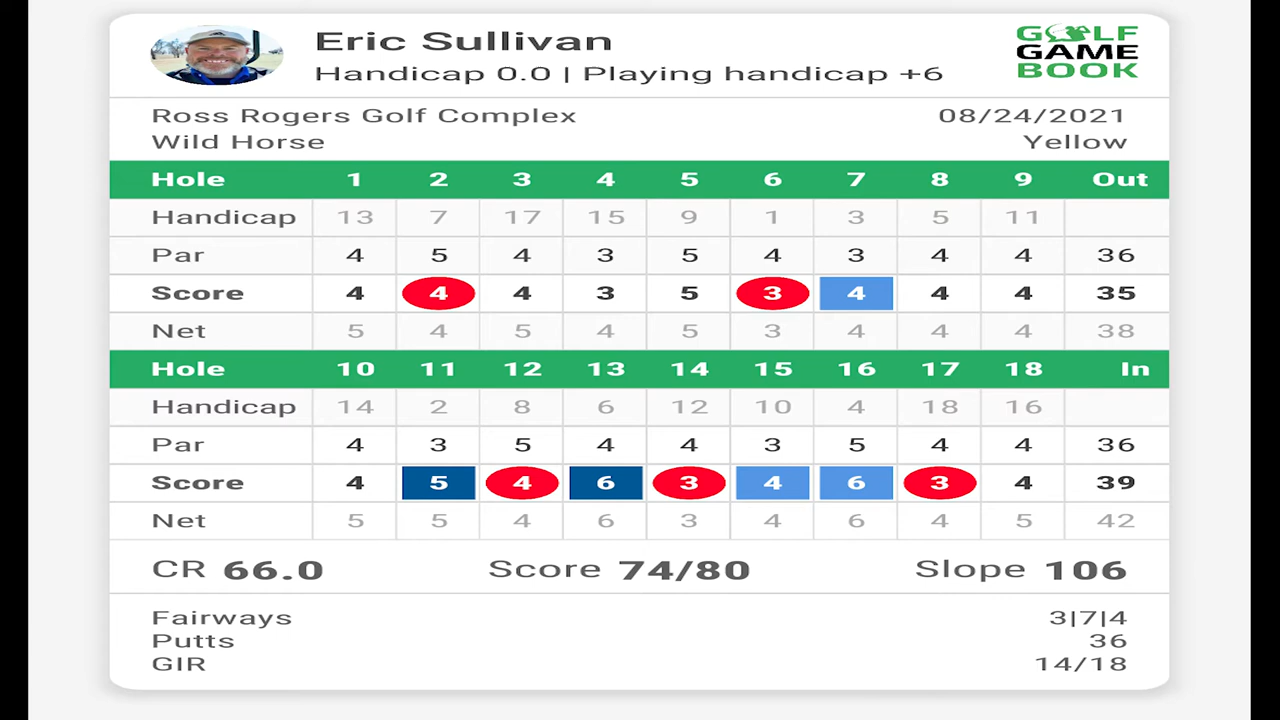 Eric Sullivan
Handicap 0.0 | Playing handicap +6
GOLF
GAME
BOOK
Ross Rogers Golf Complex 08/24/2021
Wild Horse Yellow
Hole 1 2 3 4 5 6 7 8 9 Out
Handicap 13 7 17 15 9 1 3 5 11
Par 4 5 4 3 5 4 3 4 4 36
Score 4 4 4 3 5 3 4 4 4 35
Net 5 4 5 4 5 3 4 4 4 38
Hole 10 11 12 13 14 15 16 17 18 In
Handicap 14 2 8 6 12 10 4 18 16
Par 4 3 5 4 4 3 5 4 4 36
Score 4 5 4 6 3 4 6 3 4 39
Net 5 5 4 6 3 4 6 4 5 42
CR 66.0 Score 74/80 Slope 106
Fairways 3|7|4
Putts 36
GIR 14/18